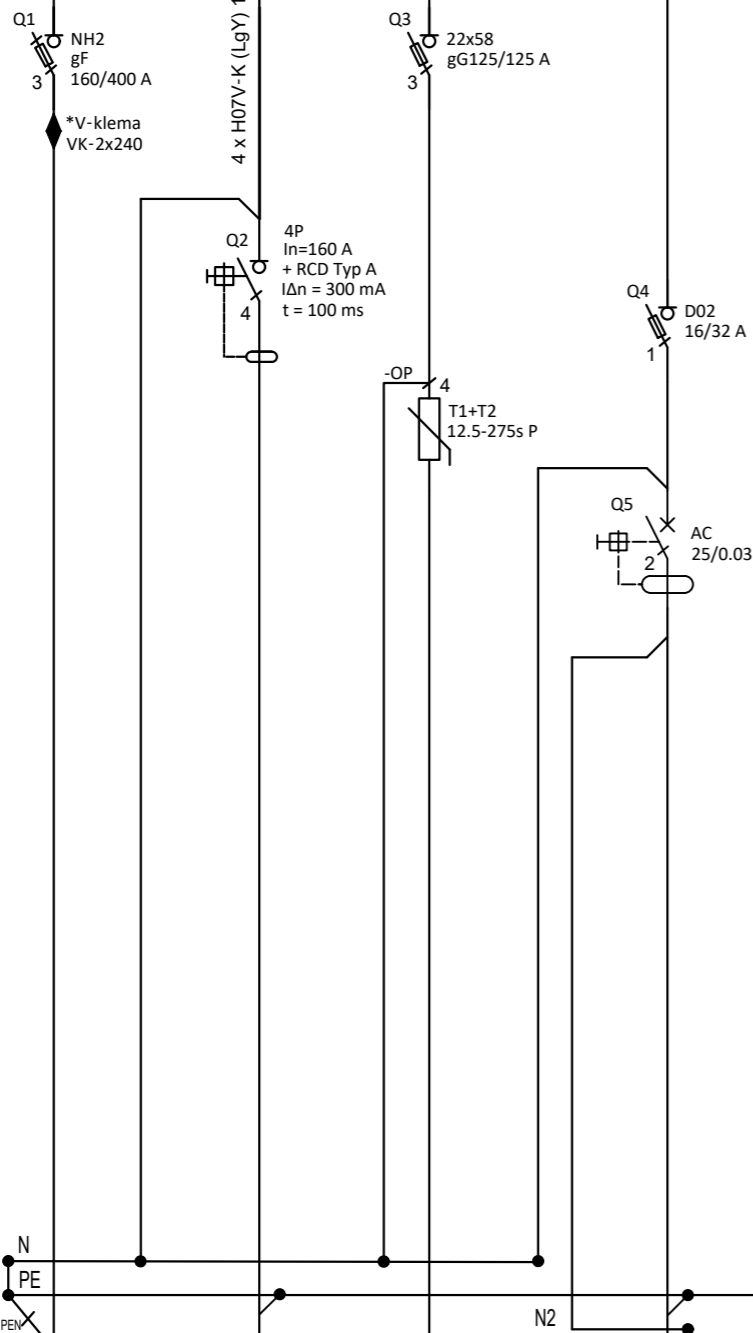 Q1
NH2
gF
160/400 A
3
*V-klema
VK-2x240
4 x H07V-K (LgY) 1
Q3
22x58
gG125/125 A
3
Q2
4P
In=160 A
+ RCD Typ A
IΔn = 300 mA
t = 100 ms
4
Q4
D02
16/32 A
1
-OP
4
T1+T2
12.5-275s P
Q5
AC
25/0.03
2
N
PE
PEN
N2